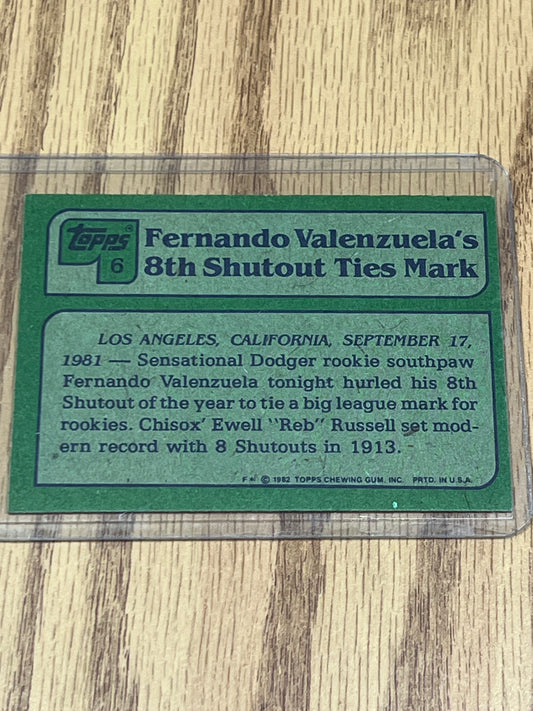 Topps®
6
Fernando Valenzuela's
8th Shutout Ties Mark
LOS ANGELES, CALIFORNIA, SEPTEMBER 17,
1981 — Sensational Dodger rookie southpaw
Fernando Valenzuela tonight hurled his 8th
Shutout of the year to tie a big league mark for
rookies. Chisox' Ewell "Reb" Russell set mod-
ern record with 8 Shutouts in 1913.
F* © 1982 TOPPS CHEWING GUM, INC. PRTD. IN U.S.A.